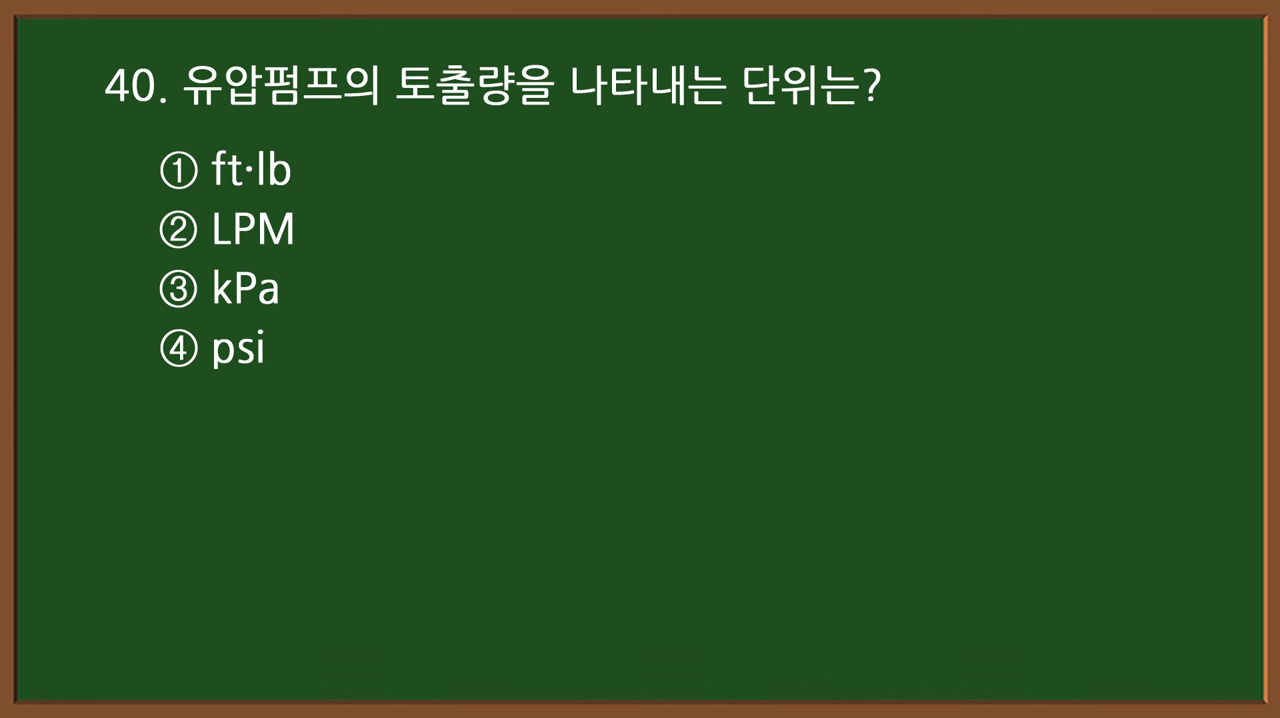 40. 유압펌프의 토출량을 나타내는 단위는?
① ft·lb
② LPM
③ kPa
④ psi